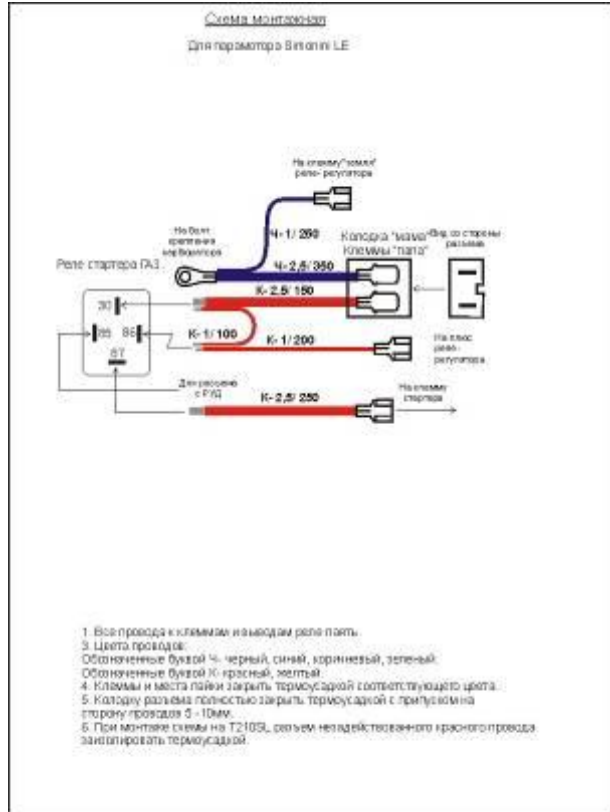 Схема монтажная
Для парамотора Simonini LE
На клемму "земля"
реле- регулятора
Ч- 1/ 260
На болт
крепления
карбюратора
Колодка "мама"
Клеммы "папа"
Вид со стороны
разъема
Реле стартера ГАЗ.
Ч- 2,5/ 350
К- 2,5/ 150
30
85
86
87
К- 1/ 100
К- 1/ 200
На плюс
реле-
регулятора
Для разъема
с РУД
К- 2,5/ 250
На клемму
стартера
1. Все провода к клеммам и выводам реле паять.
3. Цвета проводов:
Обозначенные буквой Ч- черный, синий, коричневый, зеленый.
Обозначенные буквой К- красный, желтый.
4. Клеммы и места пайки закрыть термоусадкой соответствующего цвета.
5. Колодку разъема полностью закрыть термоусадкой с припуском на
сторону проводов 5 -10мм.
6. При монтаже схемы на T210SL, разъем незадействованного красного провода
заизолировать термоусадкой.